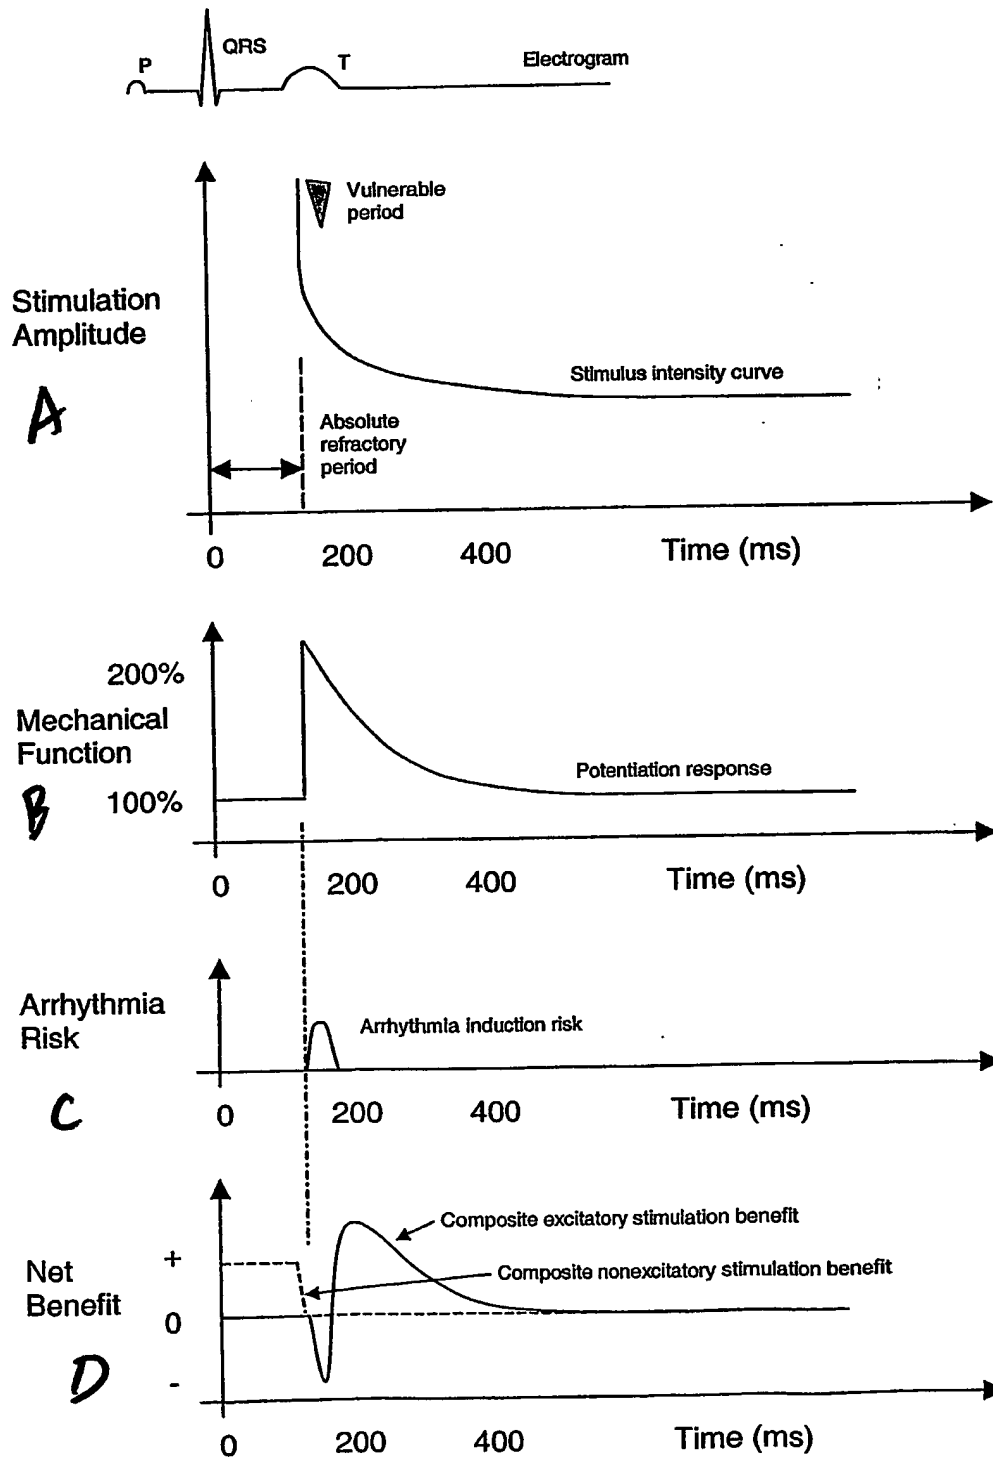 P
QRS
T
Electrogram
Vulnerable
period
Stimulation
Amplitude
A
Stimulus intensity curve
Absolute
refractory
period
0 200 400 Time (ms)
200%
Mechanical
Function
B
100%
Potentiation response
0 200 400 Time (ms)
Arrhythmia
Risk
C
Arrhythmia induction risk
0 200 400 Time (ms)
Composite excitatory stimulation benefit
Composite nonexcitatory stimulation benefit
Net
Benefit
D
+
0
-
0 200 400 Time (ms)